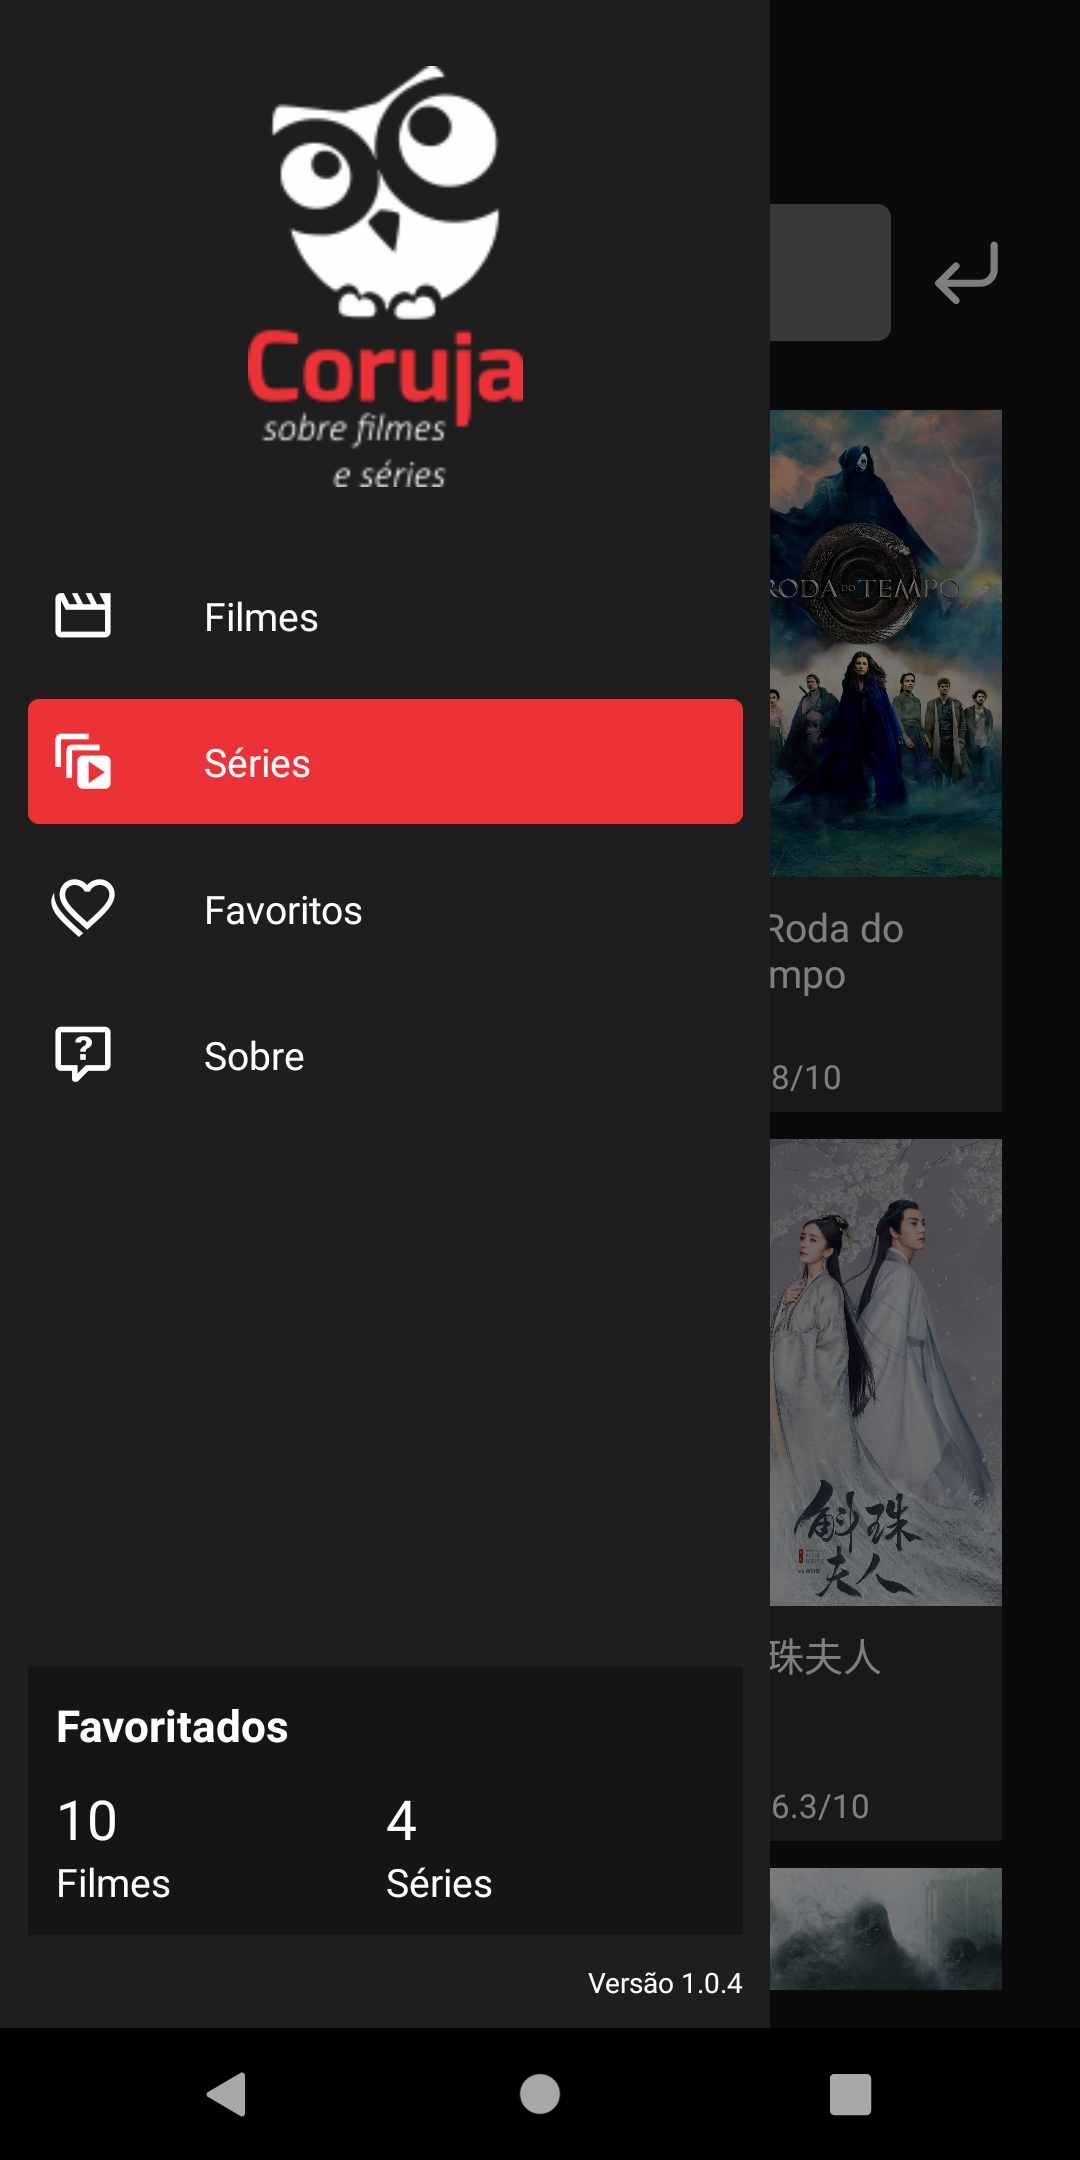 Coruja
sobre filmes
e séries
Filmes
Séries
Favoritos
? Sobre
Favoritados
10
Filmes
4
Séries
Versão 1.0.4
RODA DO TEMPO
Roda do
mpo
8/10
斛珠
夫人
珠夫人
6.3/10